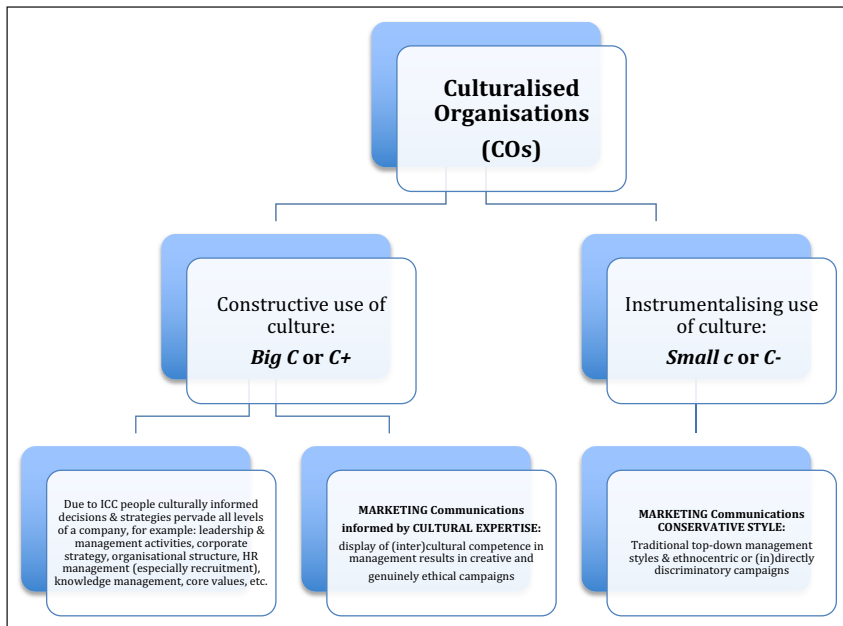 Culturalised
Organisations
(COs)
Constructive use of
culture:
Big C or C+
Instrumentalising use
of culture:
Small c or C-
Due to ICC people culturally informed
decisions & strategies pervade all levels
of a company, for example: leadership &
management activities, corporate
strategy, organisational structure, HR
management (especially recruitment),
knowledge management, core values, etc.
MARKETING Communications
informed by CULTURAL EXPERTISE:
display of (inter)cultural competence in
management results in creative and
genuinely ethical campaigns
MARKETING Communications
CONSERVATIVE STYLE:
Traditional top-down management
styles & ethnocentric or (in)directly
discriminatory campaigns